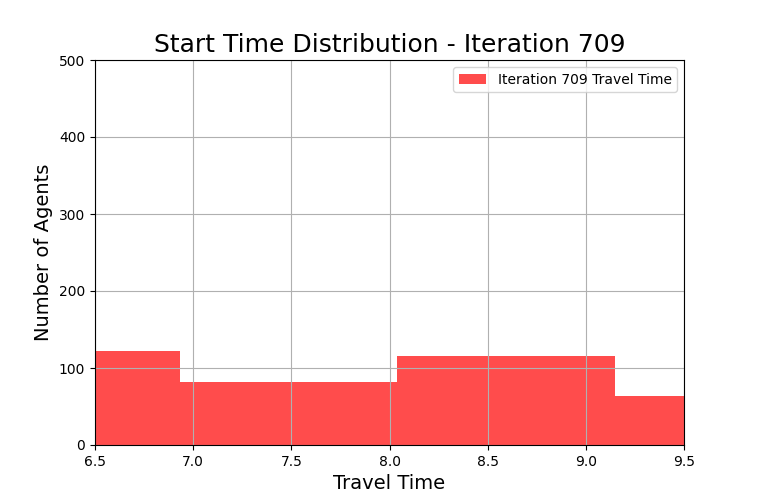 Start Time Distribution - Iteration 709
Iteration 709 Travel Time
Number of Agents
500
400
300
200
100
0
6.5 7.0 7.5 8.0 8.5 9.0 9.5
Travel Time